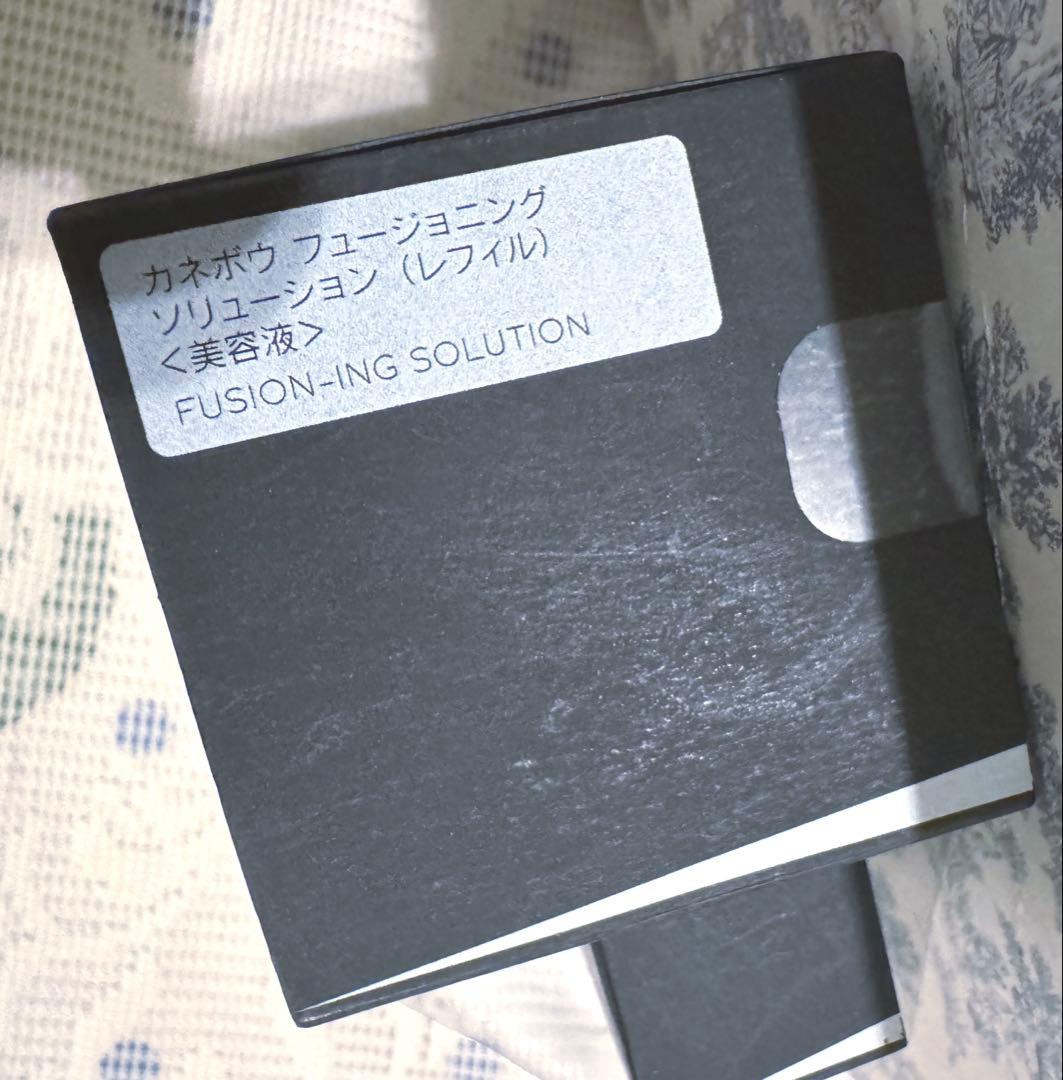 カネボウ フュージョニング
ソリューション（レフィル）
＜美容液＞
FUSION-ING SOLUTION